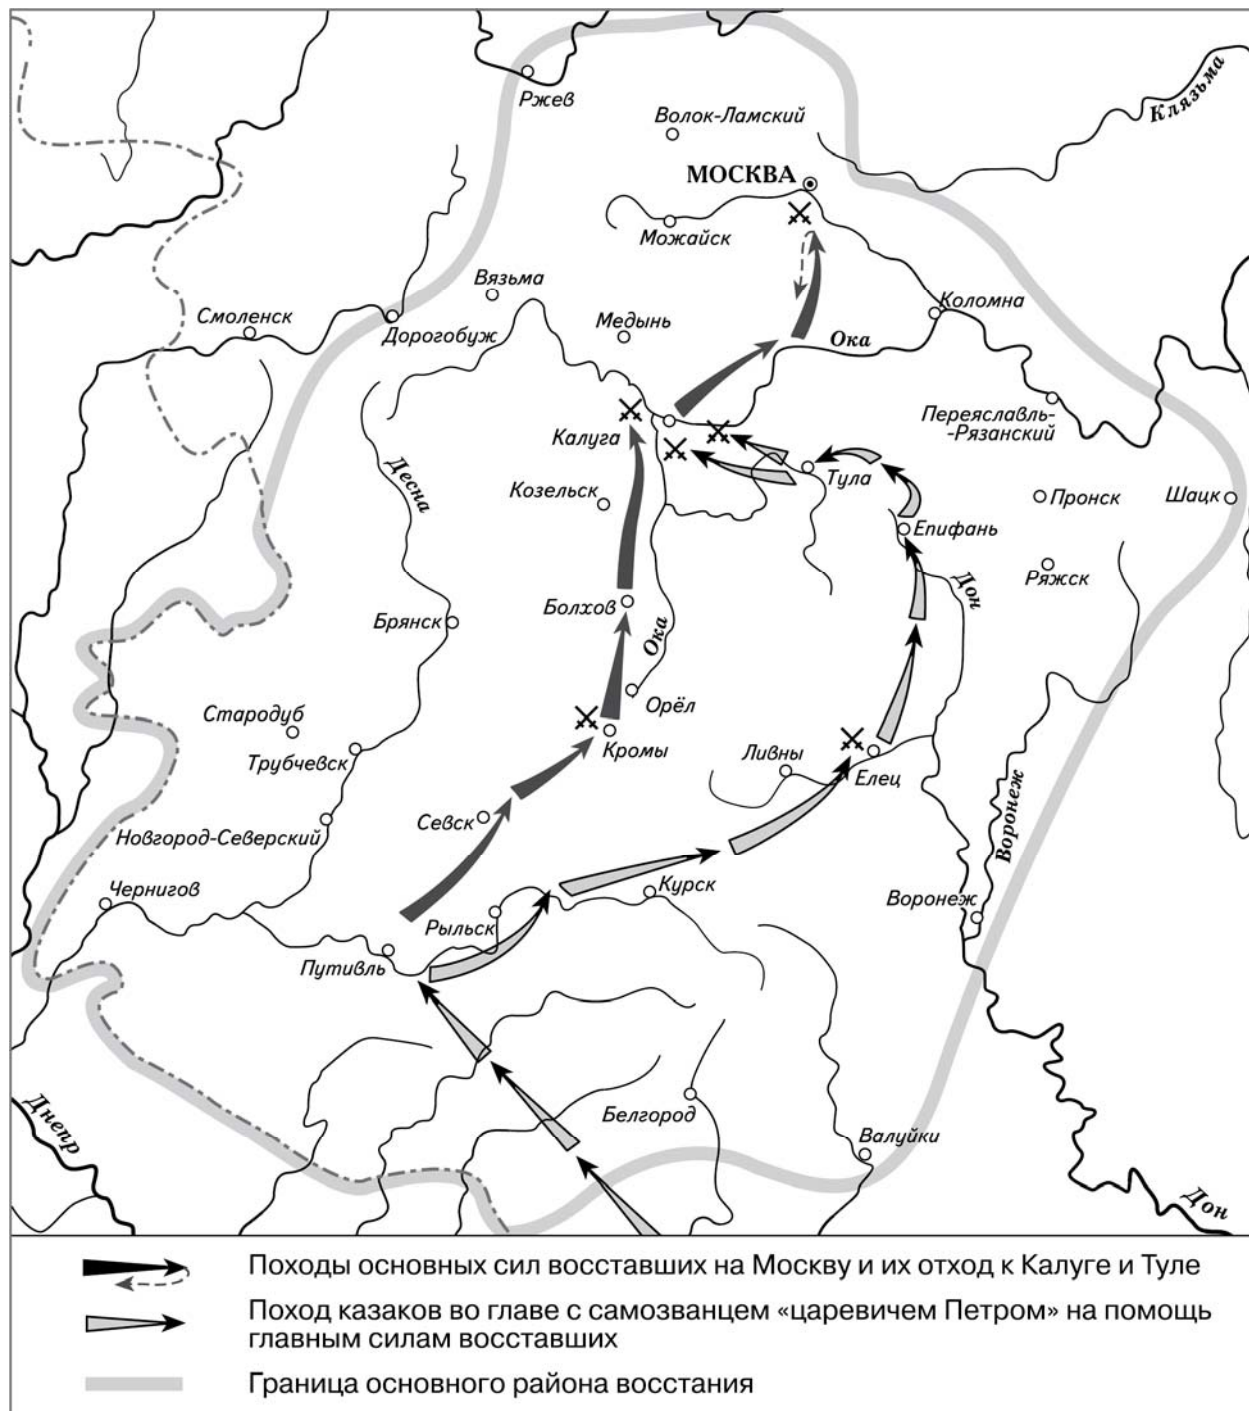 Ржев
Клязьма
Волок-Ламский
МОСКВА
Можайск
Вязьма
Смоленск
Дорогобуж
Медынь
Коломна
Ока
Калуга
Переяславль-
-Рязанский
Десна
Козельск
Тула
Пронск
Шацк
Епифань
Ряжск
Дон
Болхов
Брянск
Ока
Орёл
Стародуб
Кромы
Трубчевск
Ливны
Елец
Новгород-Северский
Севск
Воронеж
Чернигов
Курск
Воронеж
Рыльск
Путивль
Белгород
Днепр
Валуйки
Дон
Походы основных сил восставших на Москву и их отход к Калуге и Туле
Поход казаков во главе с самозванцем «царевичем Петром» на помощь
главным силам восставших
Граница основного района восстания